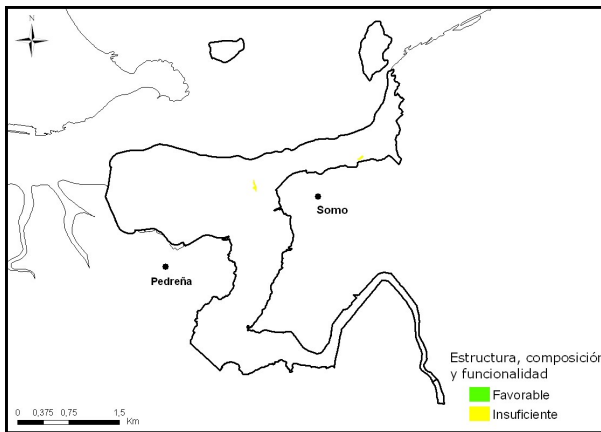 N
Somo
Pedreña
Estructura, composición
y funcionalidad
Favorable
Insuficiente
0 0,375 0,75 1,5
Km